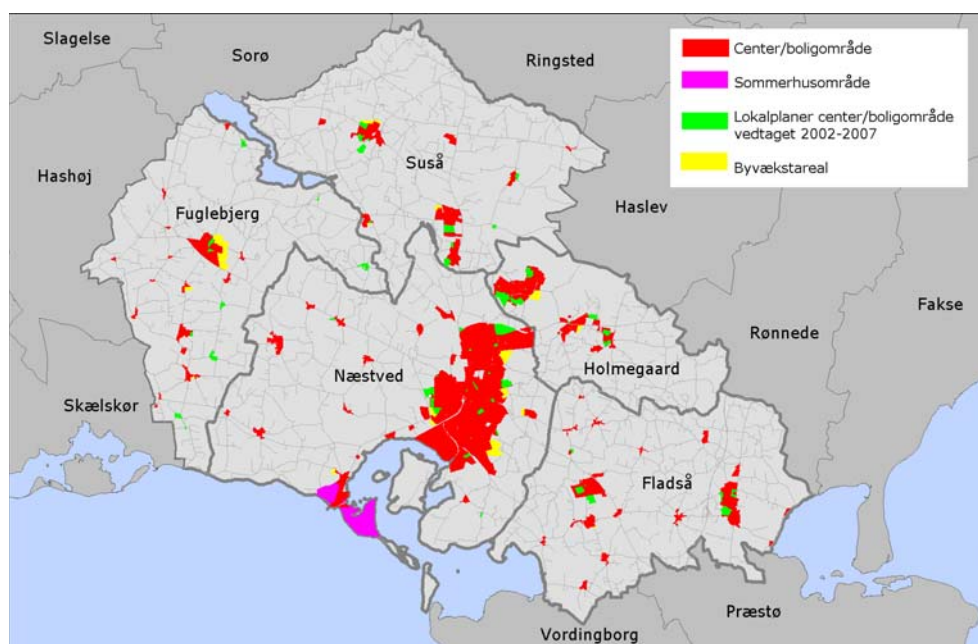 Slagelse
Sorø
Ringsted
Center/boligområde
Sommerhusområde
Lokalplaner center/boligområde
vedtaget 2002-2007
Byvækstareal
Hashøj
Suså
Haslev
Fuglebjerg
Fakse
Rønnede
Holmegaard
Næstved
Skælskør
Fladså
Præstø
Vordingborg